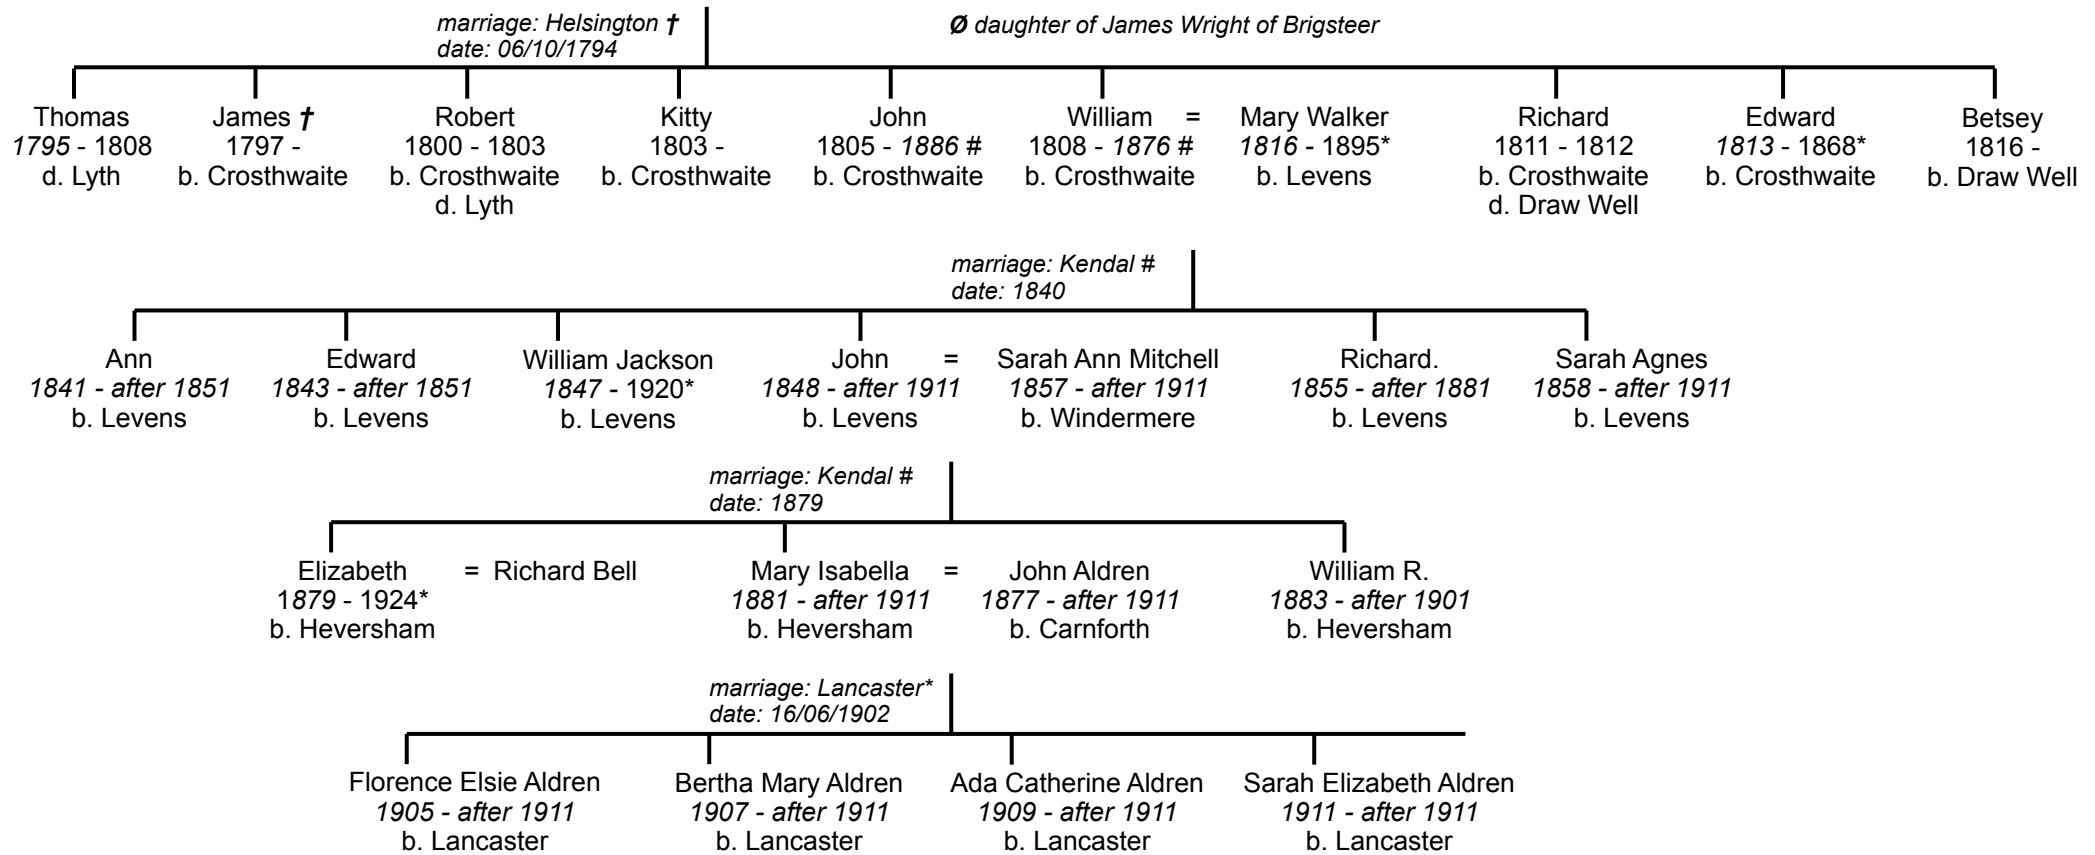 marriage: Helsington †
date: 06/10/1794
Ø daughter of James Wright of Brigsteer
Thomas
1795 - 1808
d. Lyth
James †
1797 -
b. Crosthwaite
Robert
1800 - 1803
b. Crosthwaite
d. Lyth
Kitty
1803 -
b. Crosthwaite
John
1805 - 1886 #
b. Crosthwaite
William =
1808 - 1876 #
b. Crosthwaite
Mary Walker
1816 - 1895*
b. Levens
Richard
1811 - 1812
b. Crosthwaite
d. Draw Well
Edward
1813 - 1868*
b. Crosthwaite
Betsey
1816 -
b. Draw Well
marriage: Kendal #
date: 1840
Ann
1841 - after 1851
b. Levens
Edward
1843 - after 1851
b. Levens
William Jackson
1847 - 1920*
b. Levens
John =
1848 - after 1911
b. Levens
Sarah Ann Mitchell
1857 - after 1911
b. Windermere
Richard.
1855 - after 1881
b. Levens
Sarah Agnes
1858 - after 1911
b. Levens
marriage: Kendal #
date: 1879
Elizabeth
1879 - 1924*
b. Heversham
= Richard Bell
Mary Isabella =
1881 - after 1911
b. Heversham
John Aldren
1877 - after 1911
b. Carnforth
William R.
1883 - after 1901
b. Heversham
marriage: Lancaster*
date: 16/06/1902
Florence Elsie Aldren
1905 - after 1911
b. Lancaster
Bertha Mary Aldren
1907 - after 1911
b. Lancaster
Ada Catherine Aldren
1909 - after 1911
b. Lancaster
Sarah Elizabeth Aldren
1911 - after 1911
b. Lancaster